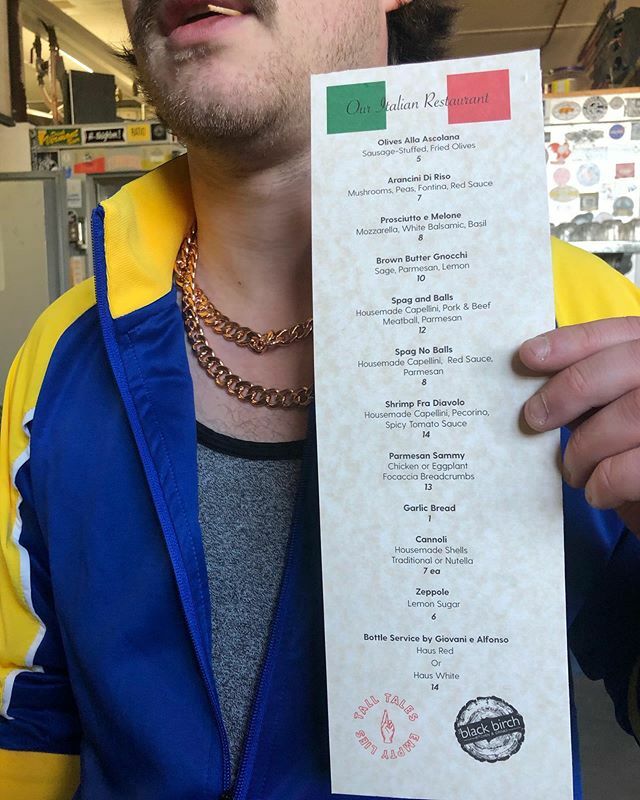 Our Italian Restaurant
Olives Alla Ascolana
Sausage-Stuffed, Fried Olives
5
Arancini Di Riso
Mushrooms, Peas, Fontina, Red Sauce
7
Prosciutto e Melone
Mozzarella, White Balsamic, Basil
8
Brown Butter Gnocchi
Sage, Parmesan, Lemon
10
Spag and Balls
Housemade Capellini, Pork & Beef
Meatball, Parmesan
12
Spag No Balls
Housemade Capellini, Red Sauce,
Parmesan
8
Shrimp Fra Diavolo
Housemade Capellini, Pecorino,
Spicy Tomato Sauce
14
Parmesan Sammy
Chicken or Eggplant
Focaccia Breadcrumbs
13
Garlic Bread
1
Cannoli
Housemade Shells
Traditional or Nutella
7 ea
Zeppole
Lemon Sugar
6
Bottle Service by Giovani e Alfonso
Haus Red
Or
Haus White
14
TALL TALES
EMPTY LIES
black birch